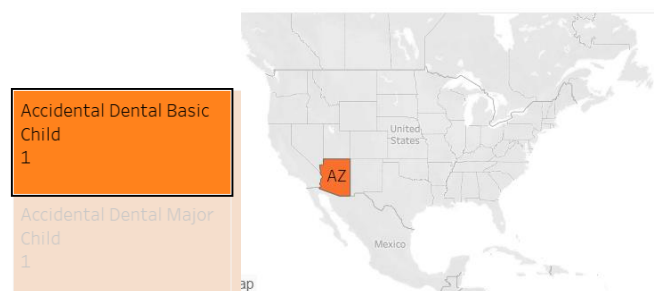 Accidental Dental Basic
Child
1
Accidental Dental Major
Child
1
United
States
AZ
Mexico
ap